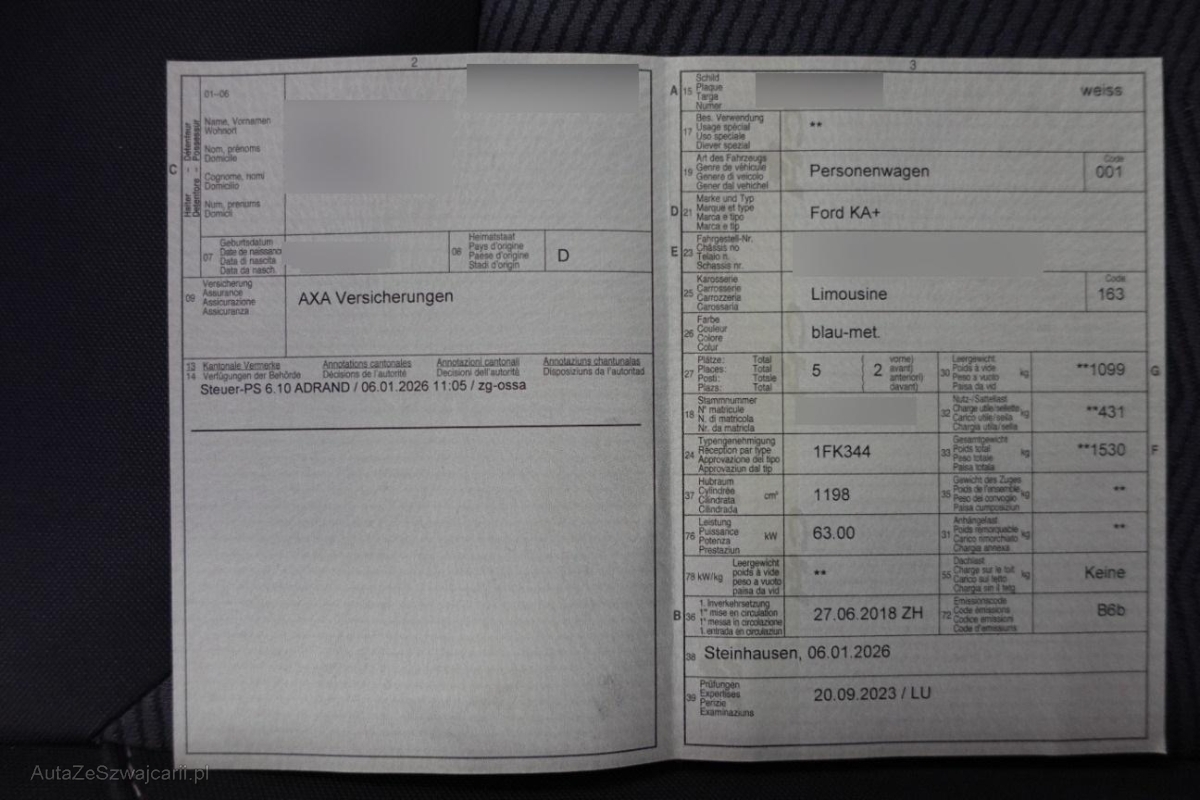 2
01–06
Name, Vornamen
Wohnort
Nom, prénoms
Domicile
Cognome, nomi
Domicilio
Num, prenums
Domicil
C
Halter - Détenteur
Detentore - Possessur
07
Geburtsdatum
Date de naissance
Data di nascita
Data da nasch.
08
Heimatstaat
Pays d'origine
Paese d'origine
Stadi d'origin
D
09
Versicherung
Assurance
Assicurazione
Assicuranza
AXA Versicherungen
13 Kantonale Vermerke Annotations cantonales Annotazioni cantonali Annotaziuns chantunalas
14 Verfügungen der Behörde Décisions de l'autorité Decisioni dell'autorità Disposiziuns da l'autoritad
Steuer-PS 6.10 ADRAND / 06.01.2026 11:05 / zg-ossa
3
A 15
Schild
Plaque
Targa
Numer
weiss
17
Bes. Verwendung
Usage spécial
Uso speciale
Diever spezial
**
19
Art des Fahrzeugs
Genre de véhicule
Genere di veicolo
Gener dal vehichel
Personenwagen
Code
001
D 21
Marke und Typ
Marque et type
Marca e tipo
Marca e tip
Ford KA+
E 23
Fahrgestell-Nr.
Châssis no
Telaio n.
Schassis nr.
25
Karosserie
Carrosserie
Carrozzeria
Carossaria
Limousine
Code
163
26
Farbe
Couleur
Colore
Colur
blau-met.
27
Plätze: Total
Places: Total
Posti: Totale
Plazs: Total
5
2
vorne)
avant)
anteriori)
davant)
30
Leergewicht
Poids à vide
Peso a vuoto
Paisa da vid
kg
**1099
G
18
Stammnummer
N° matricule
N. di matricola
Nr. da matricla
32
Nutz-/Sattellast
Charge utile/sellette
Carico utile/sella
Chargia utila/sella
kg
**431
24
Typengenehmigung
Réception par type
Approvazione del tipo
Approvaziun dal tip
1FK344
33
Gesamtgewicht
Poids total
Peso totale
Paisa totala
kg
**1530
F
37
Hubraum
Cylindrée
Cilindrata
Cilindrada
cm³
1198
35
Gewicht des Zuges
Poids de l'ensemble
Peso del convoglio
Paisa cumposiziun
kg
**
76
Leistung
Puissance
Potenza
Prestaziun
kW
63.00
31
Anhängelast
Poids remorquable
Carico rimorchiato
Chargia annexa
kg
**
78 kW/kg
Leergewicht
poids à vide
peso a vuoto
paisa da vid
**
55
Dachlast
Charge sur le toit
Carico sul tetto
Chargia sin il tetg
kg
Keine
B 36
1. Inverkehrsetzung
1re mise en circulation
1a messa in circolazione
1. entrada en circulaziun
27.06.2018 ZH
72
Emissionscode
Code émissions
Codice emissioni
Code d'emissiuns
B6b
38
Steinhausen, 06.01.2026
39
Prüfungen
Expertises
Perizie
Examinaziuns
20.09.2023 / LU
AutaZeSzwajcarii.pl